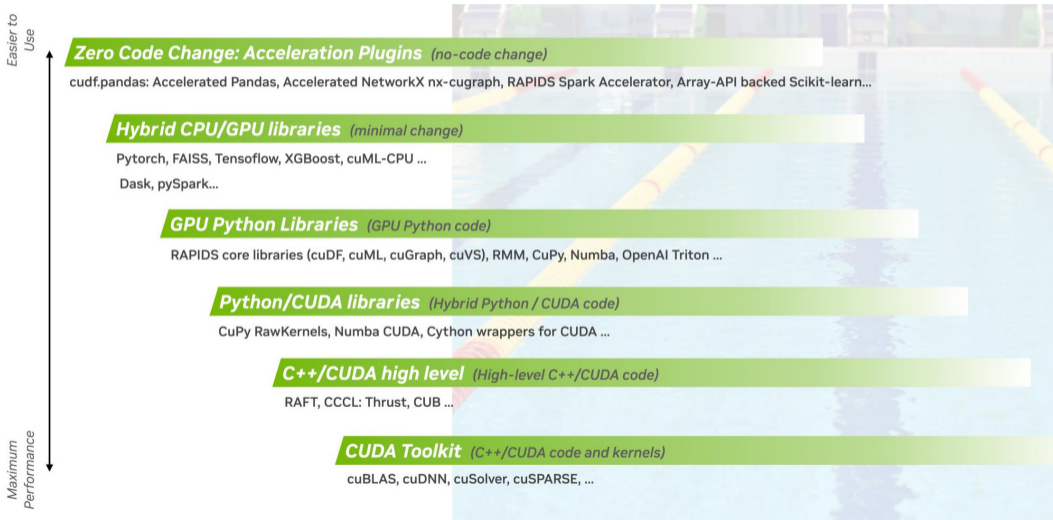 Easier to
Use
Zero Code Change: Acceleration Plugins (no-code change)
cudf.pandas: Accelerated Pandas, Accelerated NetworkX nx-cugraph, RAPIDS Spark Accelerator, Array-API backed Scikit-learn...
Hybrid CPU/GPU libraries (minimal change)
Pytorch, FAISS, Tensoflow, XGBoost, cuML-CPU ...
Dask, pySpark...
GPU Python Libraries (GPU Python code)
RAPIDS core libraries (cuDF, cuML, cuGraph, cuVS), RMM, CuPy, Numba, OpenAI Triton ...
Python/CUDA libraries (Hybrid Python / CUDA code)
CuPy RawKernels, Numba CUDA, Cython wrappers for CUDA ...
C++/CUDA high level (High-level C++/CUDA code)
RAFT, CCCL: Thrust, CUB ...
CUDA Toolkit (C++/CUDA code and kernels)
cuBLAS, cuDNN, cuSolver, cuSPARSE, ...
Maximum
Performance